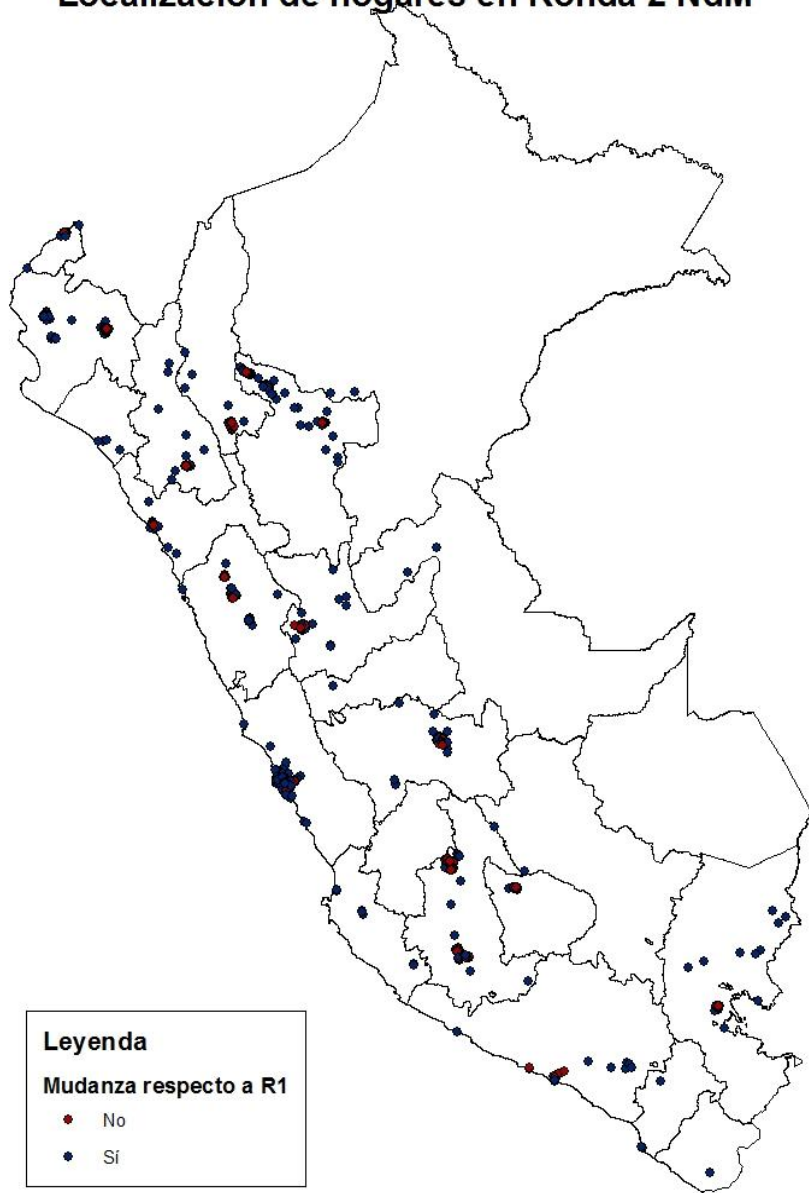 Localización de hogares en Ronda 2 NdM
Leyenda
Mudanza respecto a R1
No
Sí